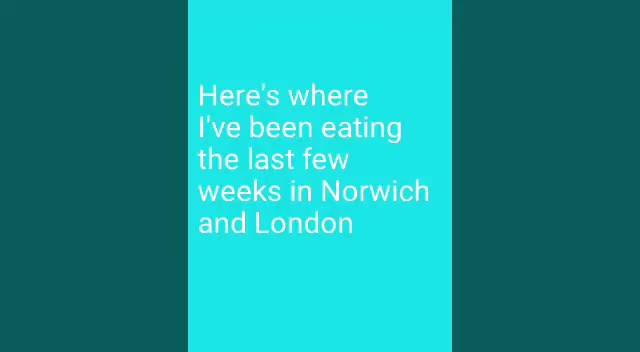 Here's where
I've been eating
the last few
weeks in Norwich
and London